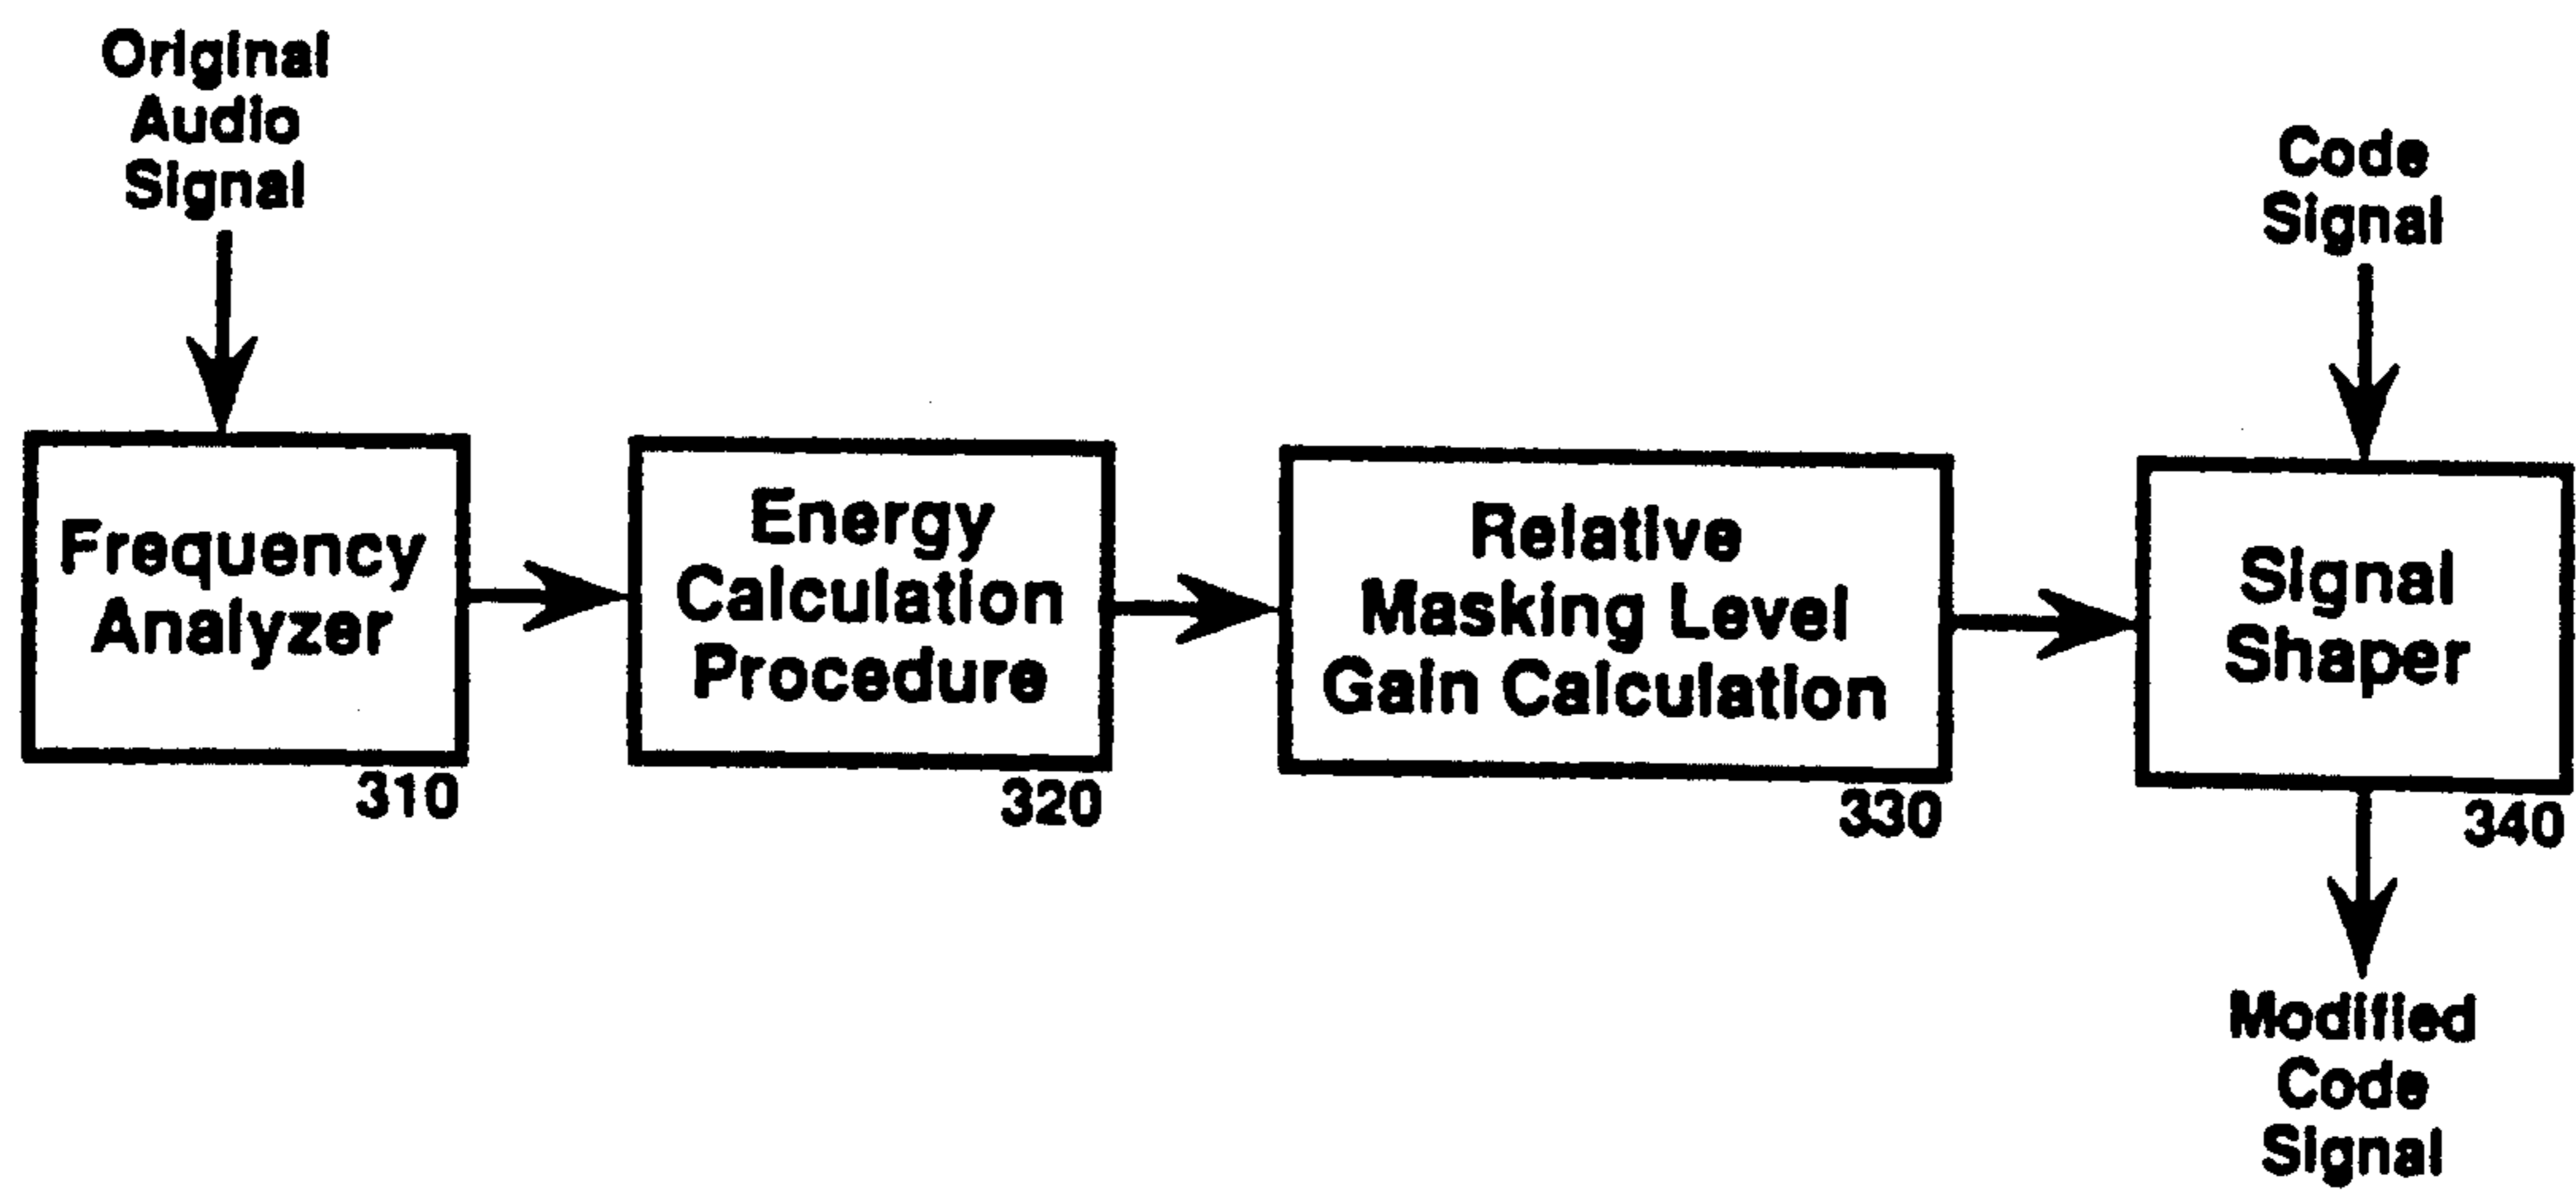 Original
Audio
Signal
Code
Signal
Frequency
Analyzer
310
Energy
Calculation
Procedure
320
Relative
Masking Level
Gain Calculation
330
Signal
Shaper
340
Modified
Code
Signal